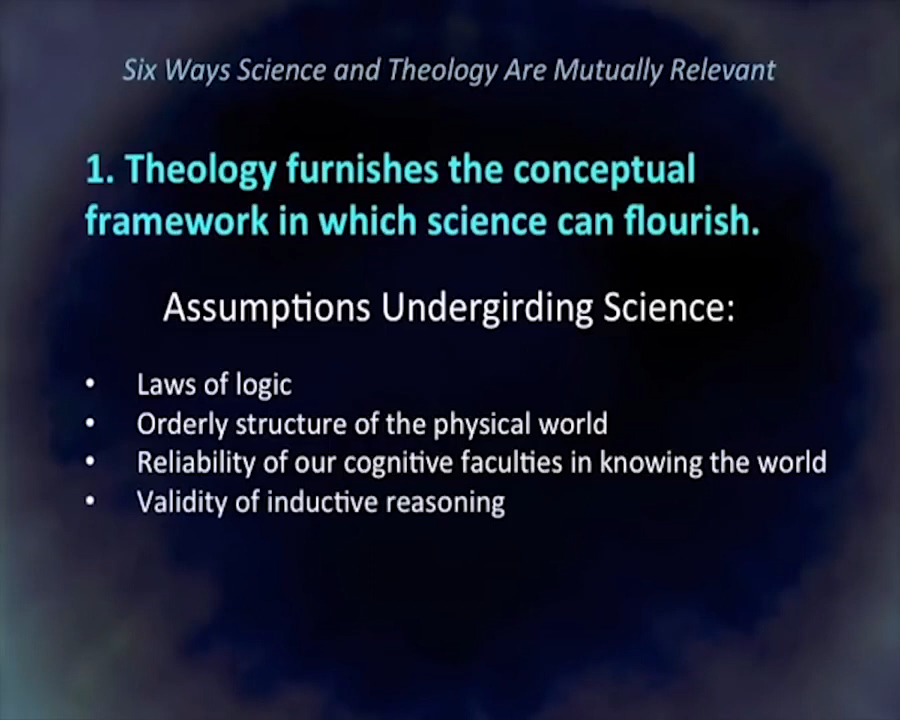 Six Ways Science and Theology Are Mutually Relevant
1. Theology furnishes the conceptual
framework in which science can flourish.
Assumptions Undergirding Science:
• Laws of logic
• Orderly structure of the physical world
• Reliability of our cognitive faculties in knowing the world
• Validity of inductive reasoning